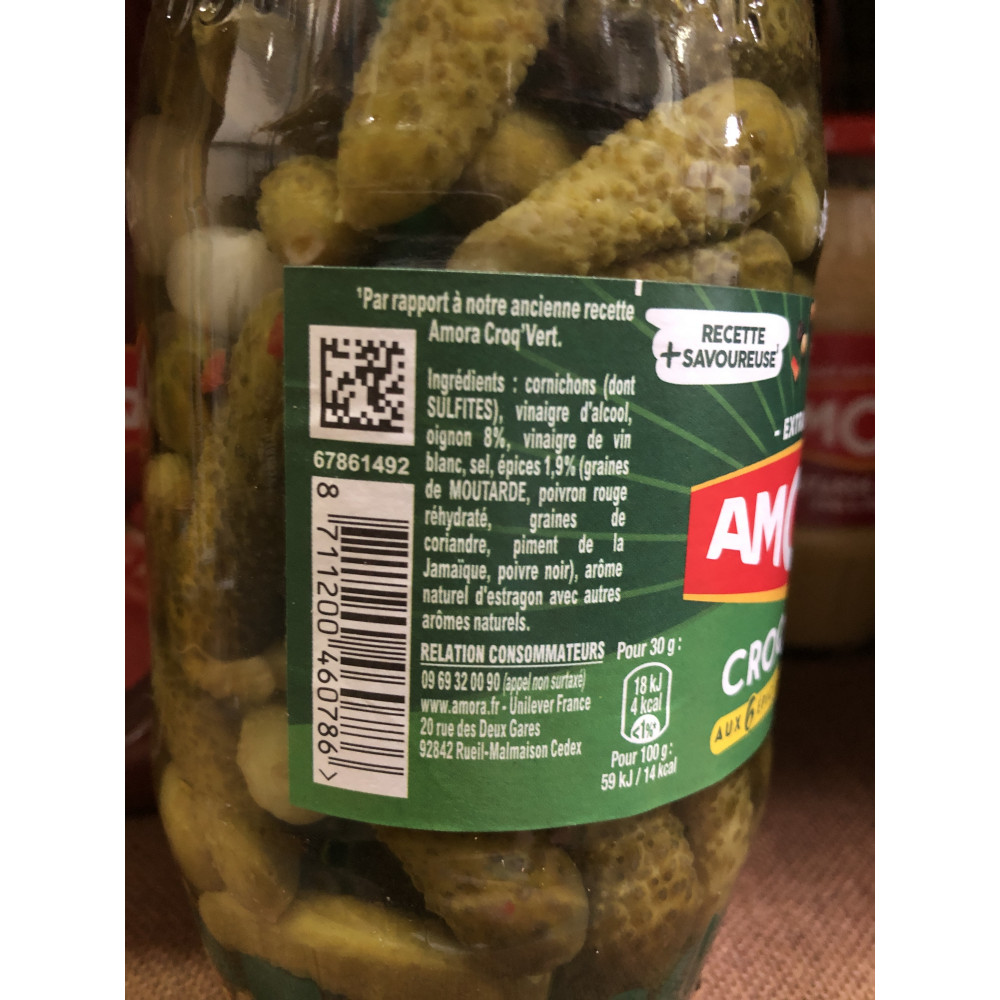 ¹Par rapport à notre ancienne recette
Amora Croq'Vert.
RECETTE
+SAVOUREUSE¹
Ingrédients : cornichons (dont
SULFITES), vinaigre d'alcool,
oignon 8%, vinaigre de vin
blanc, sel, épices 1,9% (graines
de MOUTARDE, poivron rouge
réhydraté, graines de
coriandre, piment de la
Jamaïque, poivre noir), arôme
naturel d'estragon avec autres
arômes naturels.
67861492
8 711200 460786 >
- EXT
AMO
CROQ
AUX 6
RELATION CONSOMMATEURS
09 69 32 00 90 (appel non surtaxé)
www.amora.fr - Unilever France
20 rue des Deux Gares
92842 Rueil-Malmaison Cedex
Pour 30 g :
18 kJ
4 kcal
<1%*
Pour 100 g :
59 kJ / 14 kcal